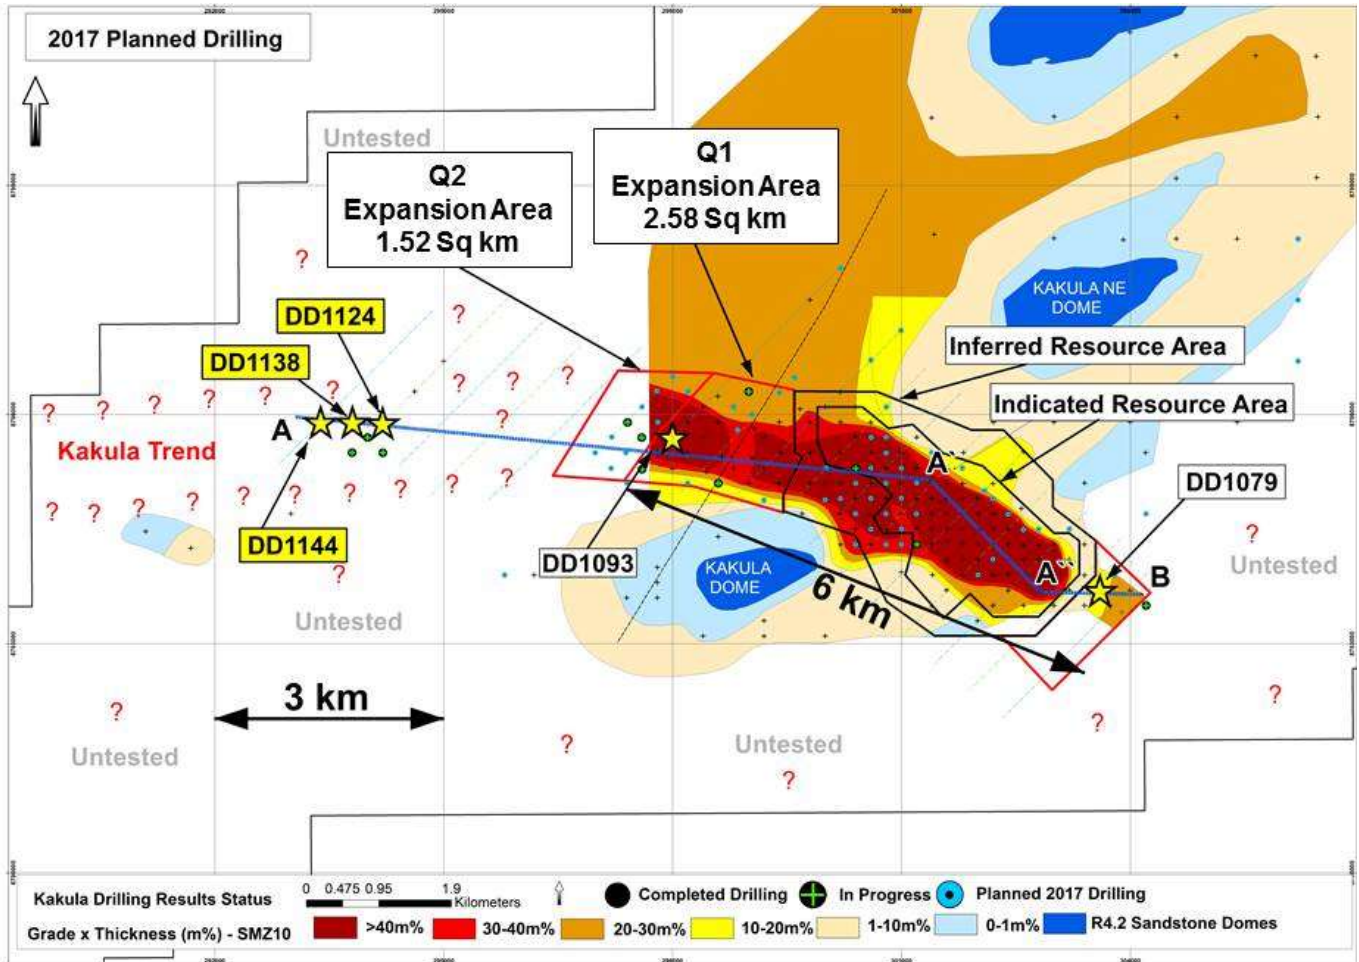 2017 Planned Drilling
Untested
Q2
Expansion Area
1.52 Sq km
Q1
Expansion Area
2.58 Sq km
?
?
KAKULA NE
DOME
DD1124
DD1138
Inferred Resource Area
Indicated Resource Area
? ? ? ? ? ? ? ? ? ?
A
Kakula Trend
?
A`
DD1079
? ? ? ? ? ? ? ? ? ?
DD1144
DD1093
KAKULA
DOME
A``
B
?
Untested
?
Untested
6 km
3 km
?
?
?
Untested
?
Untested
?
?
Kakula Drilling Results Status
0 0.475 0.95 1.9
Kilometers
Completed Drilling
In Progress
Planned 2017 Drilling
Grade x Thickness (m%) - SMZ10
>40m%
30-40m%
20-30m%
10-20m%
1-10m%
0-1m%
R4.2 Sandstone Domes